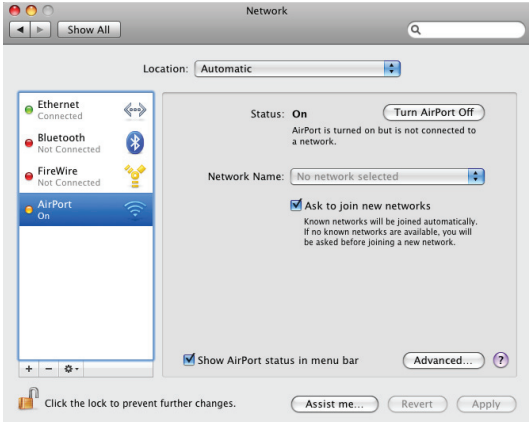 Network
Show All
Location: Automatic
Ethernet
Connected
Bluetooth
Not Connected
FireWire
Not Connected
AirPort
On
Status: On
Turn AirPort Off
AirPort is turned on but is not connected to
a network.
Network Name: No network selected
Ask to join new networks
Known networks will be joined automatically.
If no known networks are available, you will
be asked before joining a new network.
Show AirPort status in menu bar
Advanced...
?
Click the lock to prevent further changes.
Assist me...
Revert
Apply